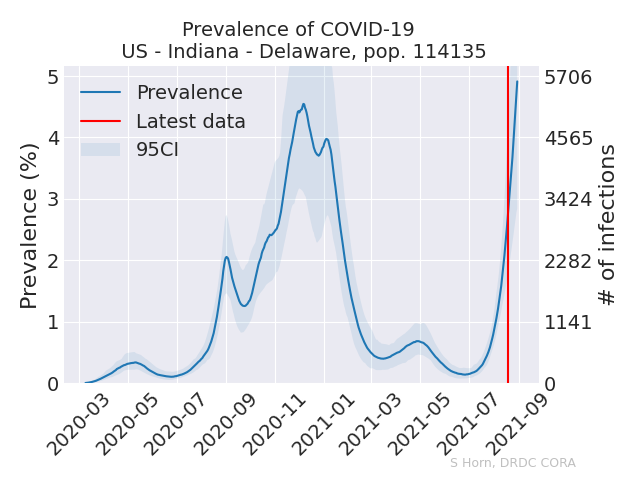 Prevalence of COVID-19
US - Indiana - Delaware, pop. 114135
Prevalence
Latest data
95CI
Prevalence (%)
5
4
3
2
1
0
5706
4565
3424
2282
1141
0
# of infections
2020-03
2020-05
2020-07
2020-09
2020-11
2021-01
2021-03
2021-05
2021-07
2021-09
S Horn, DRDC CORA